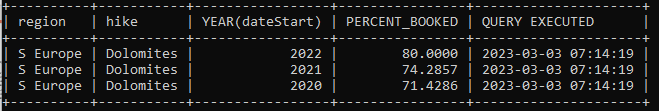 +----------+-----------+-----------------+----------------+---------------------+
| region | hike | YEAR(dateStart) | PERCENT_BOOKED | QUERY EXECUTED |
+----------+-----------+-----------------+----------------+---------------------+
| S Europe | Dolomites | 2022 | 80.0000 | 2023-03-03 07:14:19 |
| S Europe | Dolomites | 2021 | 74.2857 | 2023-03-03 07:14:19 |
| S Europe | Dolomites | 2020 | 71.4286 | 2023-03-03 07:14:19 |
+----------+-----------+-----------------+----------------+---------------------+